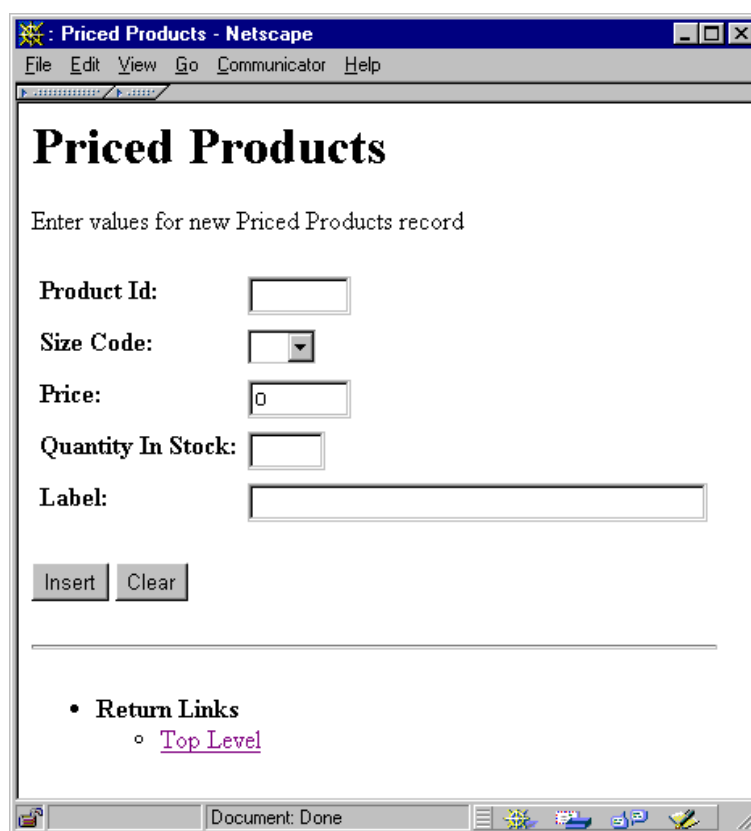 : Priced Products - Netscape
File Edit View Go Communicator Help
Priced Products
Enter values for new Priced Products record
Product Id:
Size Code:
Price: 0
Quantity In Stock:
Label:
Insert Clear
• Return Links
○ Top Level
Document: Done